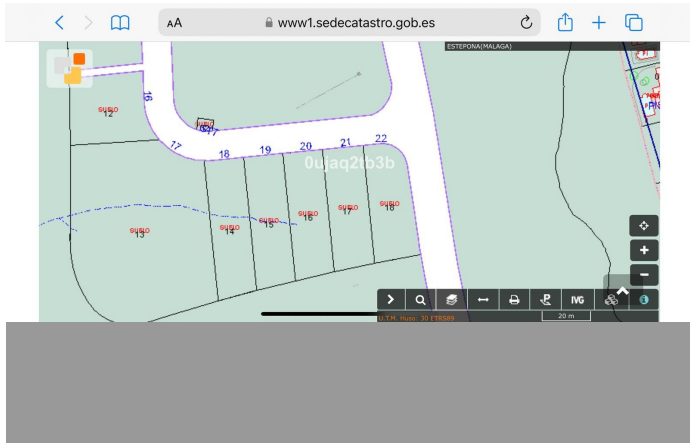 AA www1.sedecatastro.gob.es
ESTEPONA(MALAGA)
16
SUELO
12
17
18
19
20
21
22
0ujaq2tb3b
SUELO
13
SUELO
14
SUELO
15
SUELO
16
SUELO
17
SUELO
18
IVG
U.T.M. Huso: 30 ETRS89
20 m